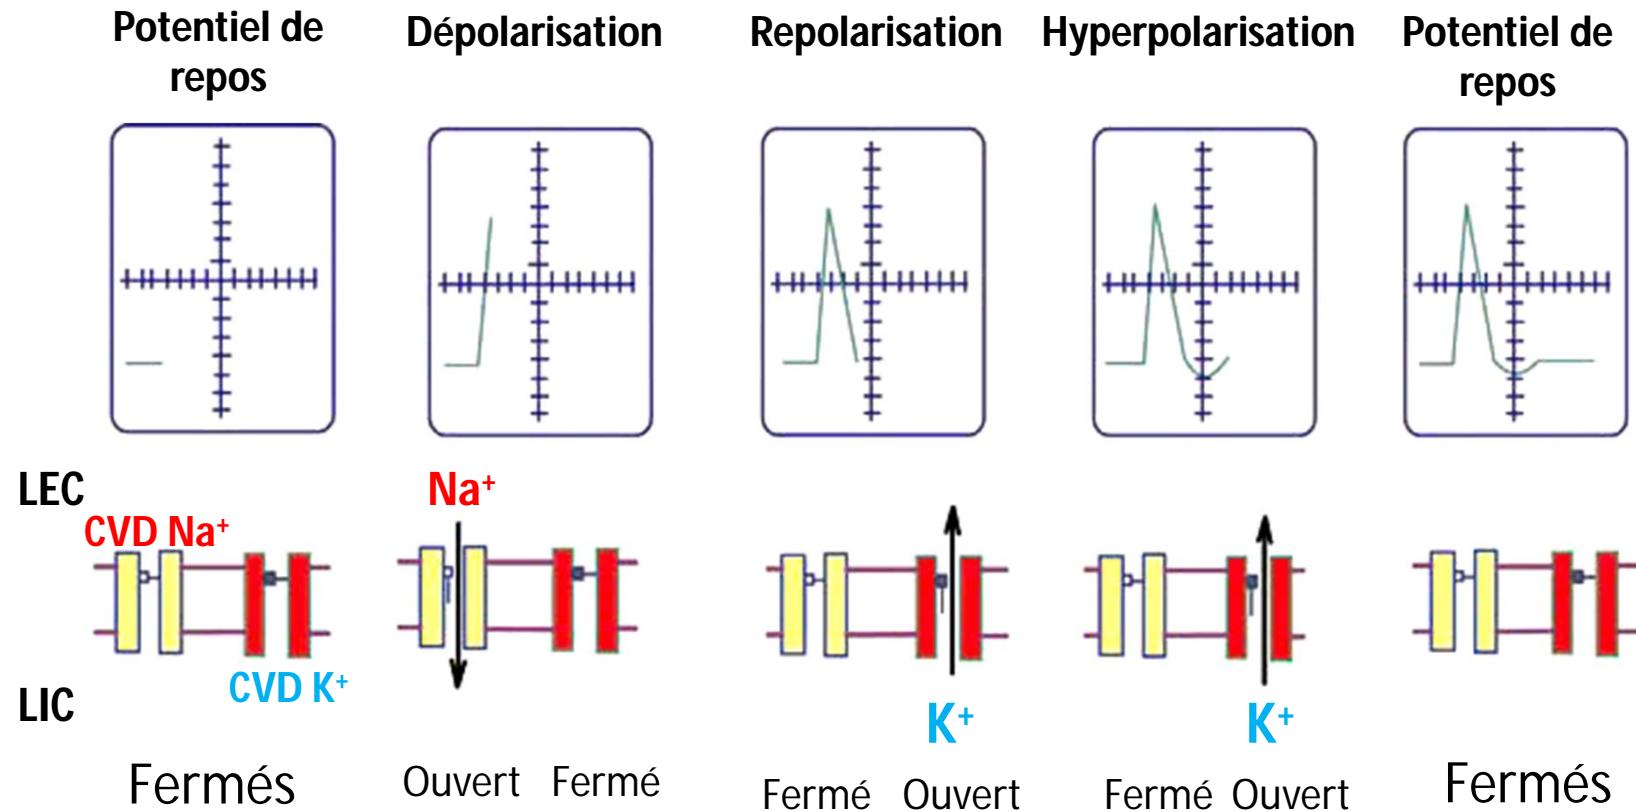 Potentiel de
repos
Dépolarisation
Repolarisation
Hyperpolarisation
Potentiel de
repos
LEC
CVD Na⁺
Na⁺
LIC
CVD K⁺
K⁺
K⁺
Fermés
Ouvert Fermé
Fermé Ouvert
Fermé Ouvert
Fermés